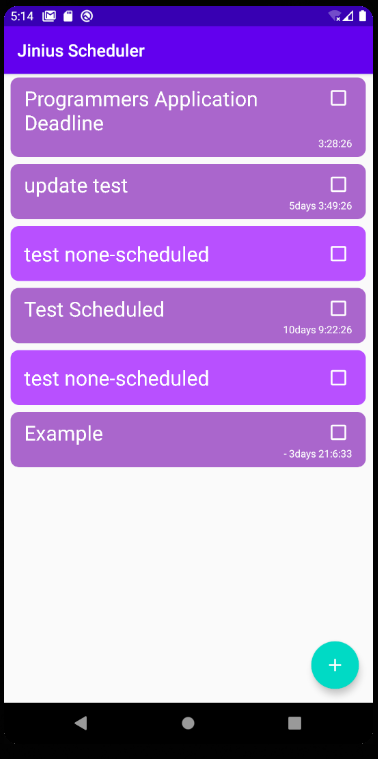 5:14
Jinius Scheduler
Programmers Application
Deadline
3:28:26
update test
5days 3:49:26
test none-scheduled
Test Scheduled
10days 9:22:26
test none-scheduled
Example
- 3days 21:6:33
+